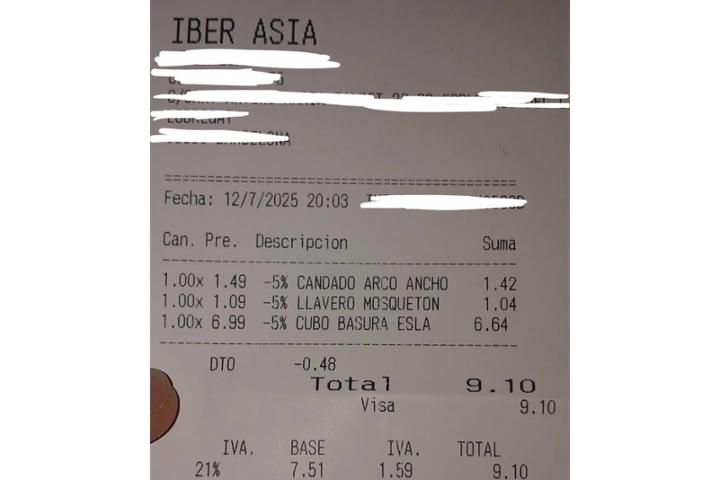 IBER ASIA
BARCELONA
================================
Fecha: 12/7/2025 20:03
Can. Pre. Descripcion Suma
--------------------------------
1.00x 1.49 -5% CANDADO ARCO ANCHO 1.42
1.00x 1.09 -5% LLAVERO MOSQUETON 1.04
1.00x 6.99 -5% CUBO BASURA ESLA 6.64
--------------------------------
DTO -0.48
Total 9.10
Visa 9.10
IVA. BASE IVA. TOTAL
21% 7.51 1.59 9.10